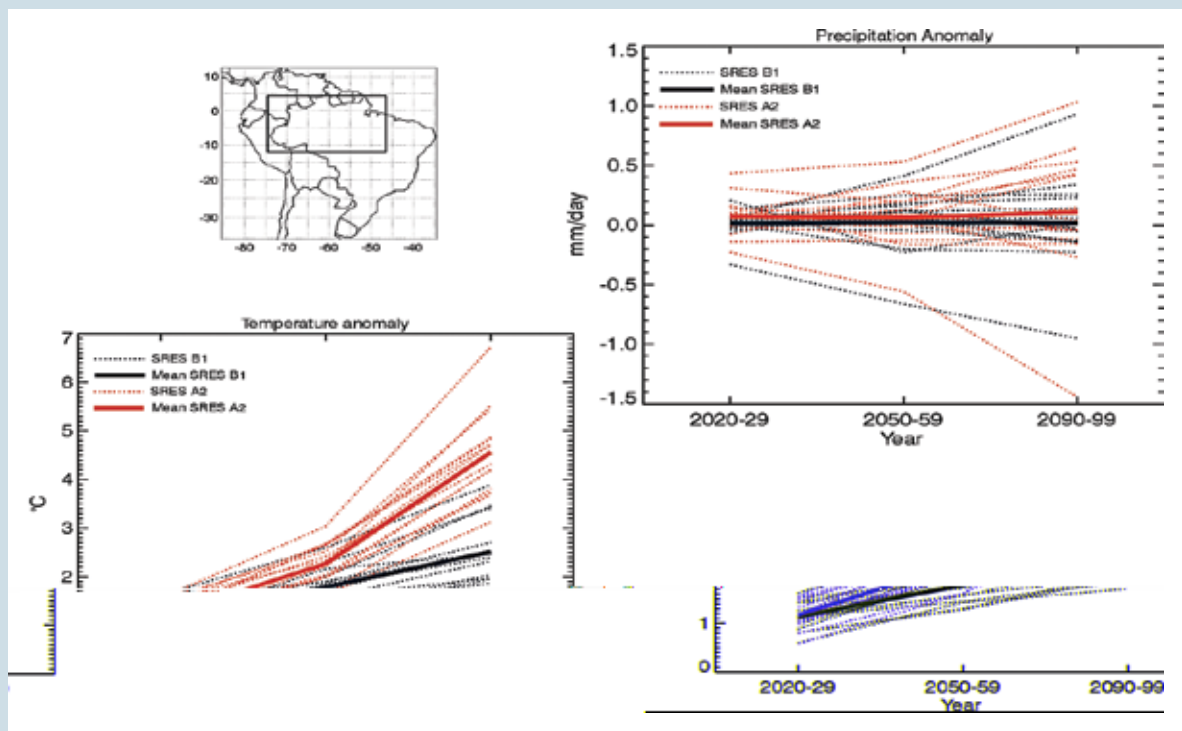 Precipitation Anomaly
1.5
1.0
0.5
0.0
-0.5
-1.0
-1.5
mm/day
SRES B1
Mean SRES B1
SRES A2
Mean SRES A2
2020-29 2050-59 2090-99
Year
10
0
-10
-20
-30
-80 -70 -60 -50 -40
Temperature anomaly
7
6
5
4
3
2
°C
SRES B1
Mean SRES B1
SRES A2
Mean SRES A2
1
0
2020-29 2050-59 2090-99
Year